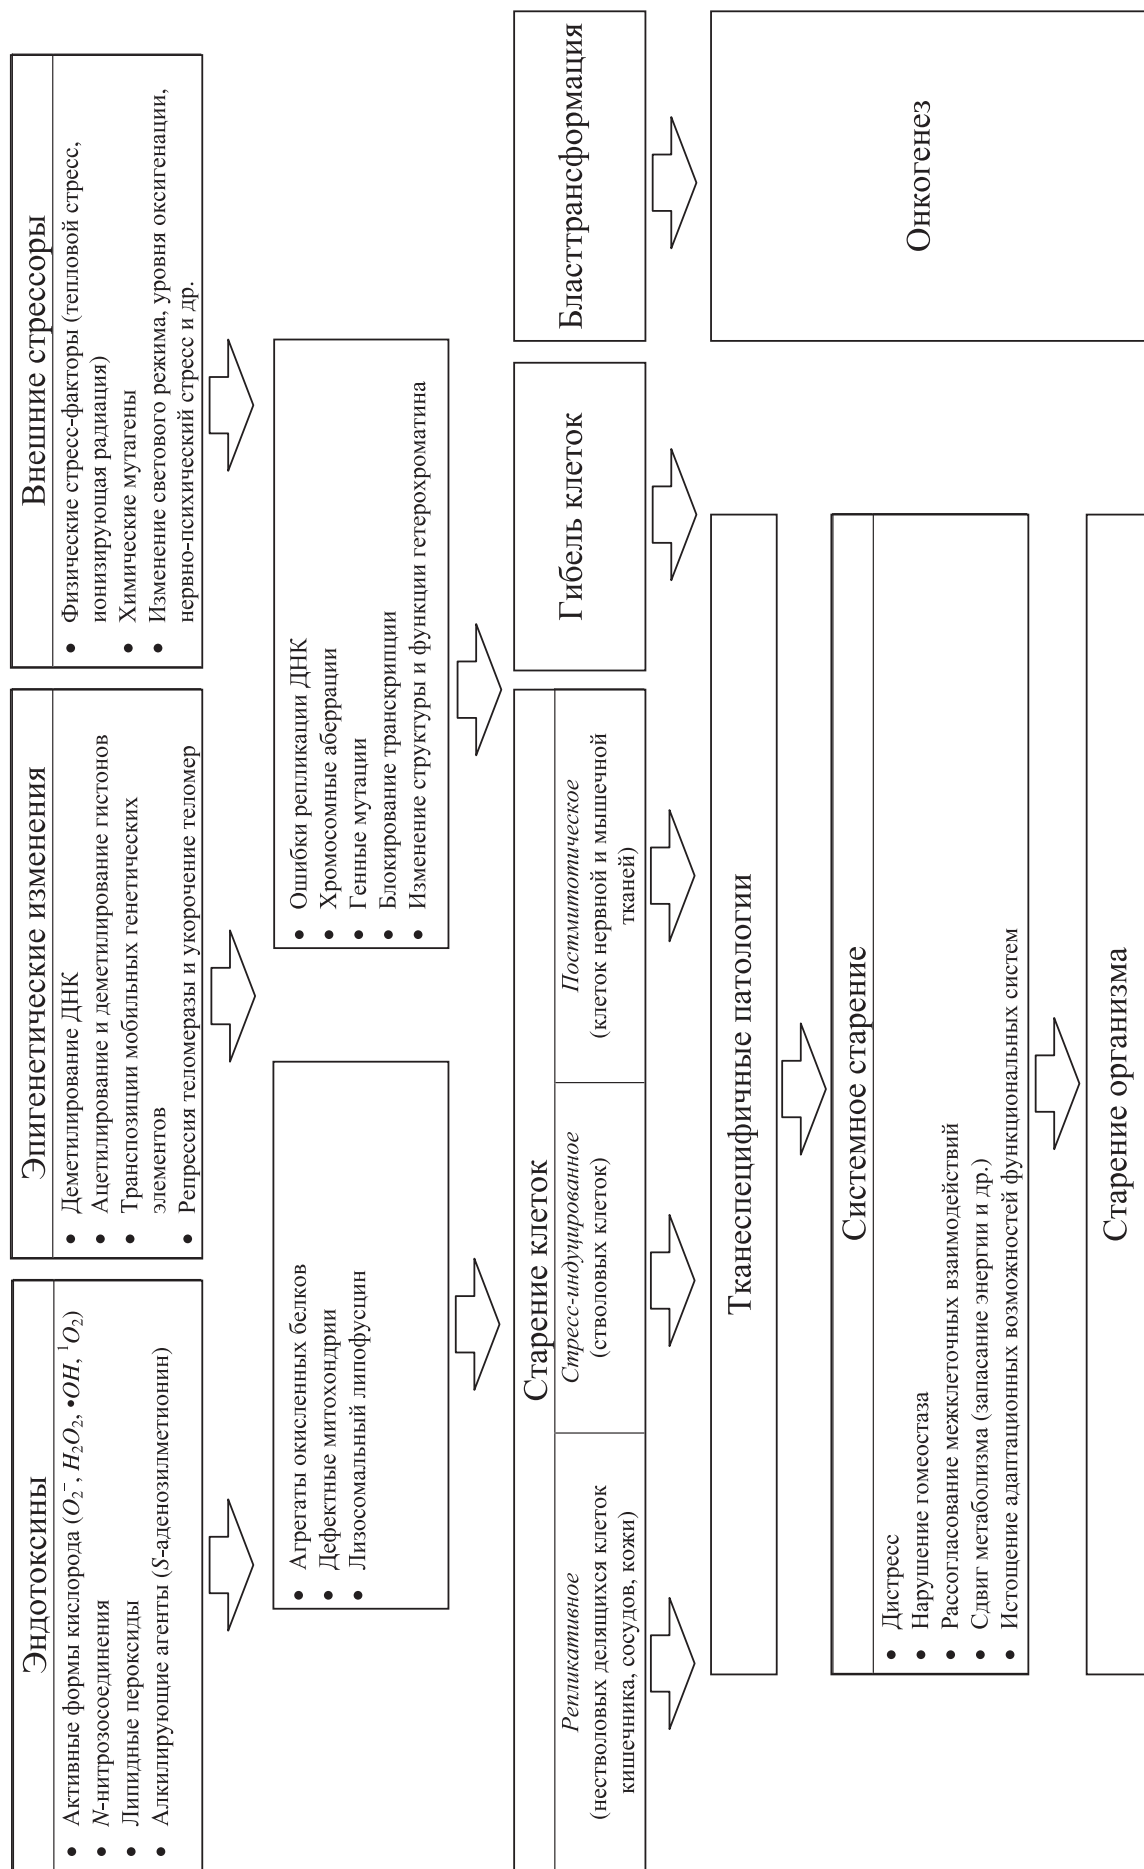 Эндотоксины
• Активные формы кислорода (O₂⁻, H₂O₂, •OH, ¹O₂)
• N-нитрозосоединения
• Липидные пероксиды
• Алкилирующие агенты (S-аденозилметионин)
Эпигенетические изменения
• Деметилирование ДНК
• Ацетилирование и деметилирование гистонов
• Транспозиции мобильных генетических
элементов
• Репрессия теломеразы и укорочение теломер
Внешние стрессоры
• Физические стресс-факторы (тепловой стресс,
ионизирующая радиация)
• Химические мутагены
• Изменение светового режима, уровня оксигенации,
нервно-психический стресс и др.
• Агрегаты окисленных белков
• Дефектные митохондрии
• Лизосомальный липофусцин
• Ошибки репликации ДНК
• Хромосомные аберрации
• Генные мутации
• Блокирование транскрипции
• Изменение структуры и функции гетерохроматина
Старение клеток
Репликативное
(нестволовых делящихся клеток
кишечника, сосудов, кожи)
Стресс-индуцированное
(стволовых клеток)
Постмитотическое
(клеток нервной и мышечной
тканей)
Гибель клеток
Бласттрансформация
Тканеспецифичные патологии
Онкогенез
Системное старение
• Дистресс
• Нарушение гомеостаза
• Рассогласование межклеточных взаимодействий
• Сдвиг метаболизма (запасание энергии и др.)
• Истощение адаптационных возможностей функциональных систем
Старение организма